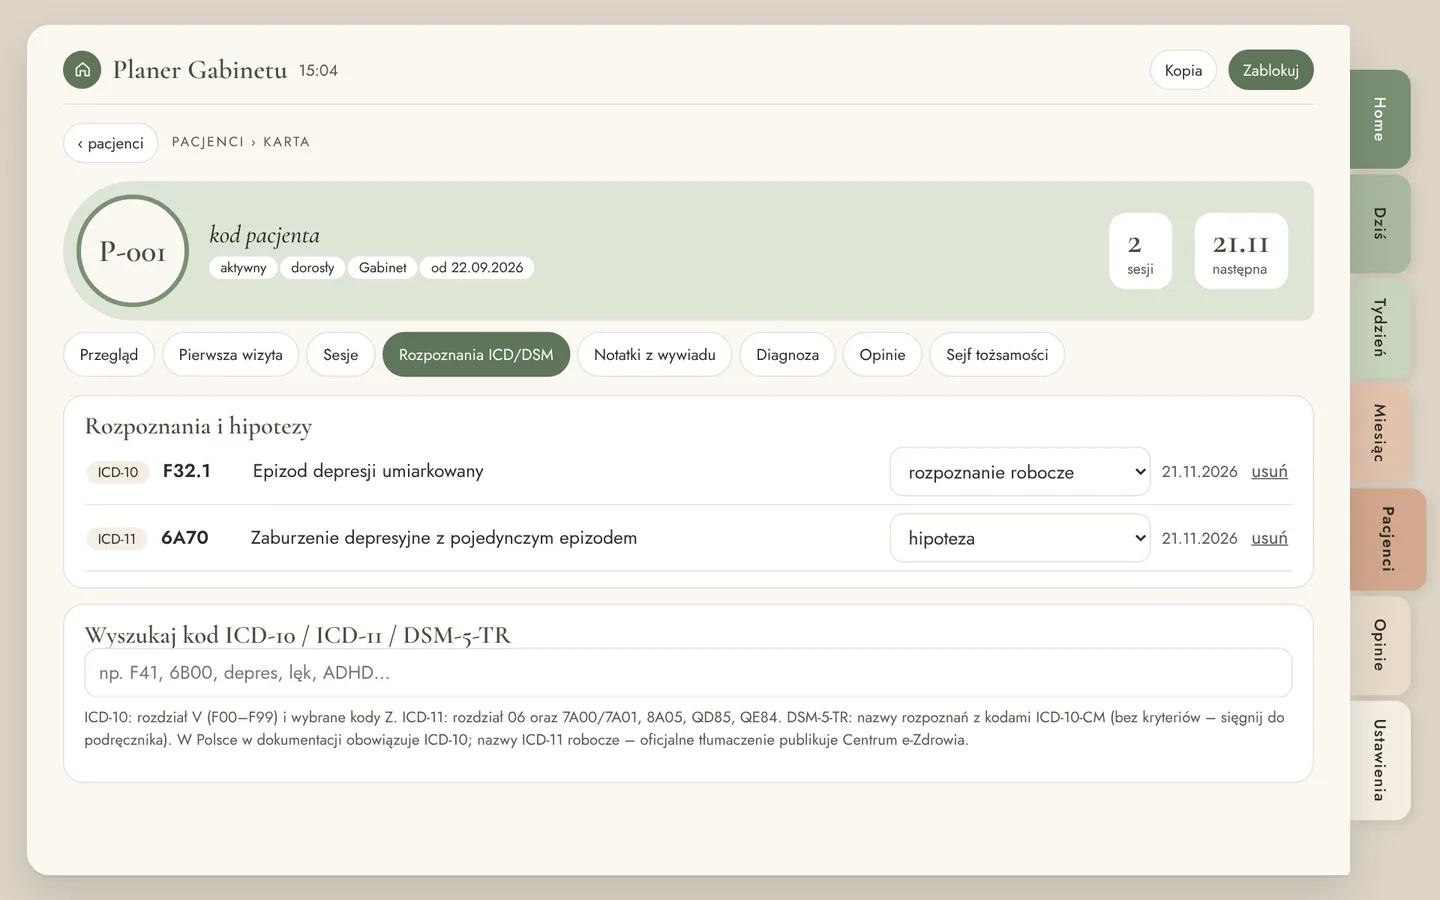 Planer Gabinetu 15:04
Kopia
Zablokuj
‹ pacjenci
PACJENCI › KARTA
P-001
kod pacjenta
aktywny
dorosły
Gabinet
od 22.09.2026
2
sesji
21.11
następna
Przegląd
Pierwsza wizyta
Sesje
Rozpoznania ICD/DSM
Notatki z wywiadu
Diagnoza
Opinie
Sejf tożsamości
Rozpoznania i hipotezy
ICD-10 F32.1 Epizod depresji umiarkowany rozpoznanie robocze 21.11.2026 usuń
ICD-11 6A70 Zaburzenie depresyjne z pojedynczym epizodem hipoteza 21.11.2026 usuń
Wyszukaj kod ICD-10 / ICD-11 / DSM-5-TR
np. F41, 6B00, depres, lęk, ADHD...
ICD-10: rozdział V (F00–F99) i wybrane kody Z. ICD-11: rozdział 06 oraz 7A00/7A01, 8A05, QD85, QE84. DSM-5-TR: nazwy rozpoznań z kodami ICD-10-CM (bez kryteriów – sięgnij do
podręcznika). W Polsce w dokumentacji obowiązuje ICD-10; nazwy ICD-11 robocze – oficjalne tłumaczenie publikuje Centrum e-Zdrowia.
Home
Dziś
Tydzień
Miesiąc
Pacjenci
Opinie
Ustawienia